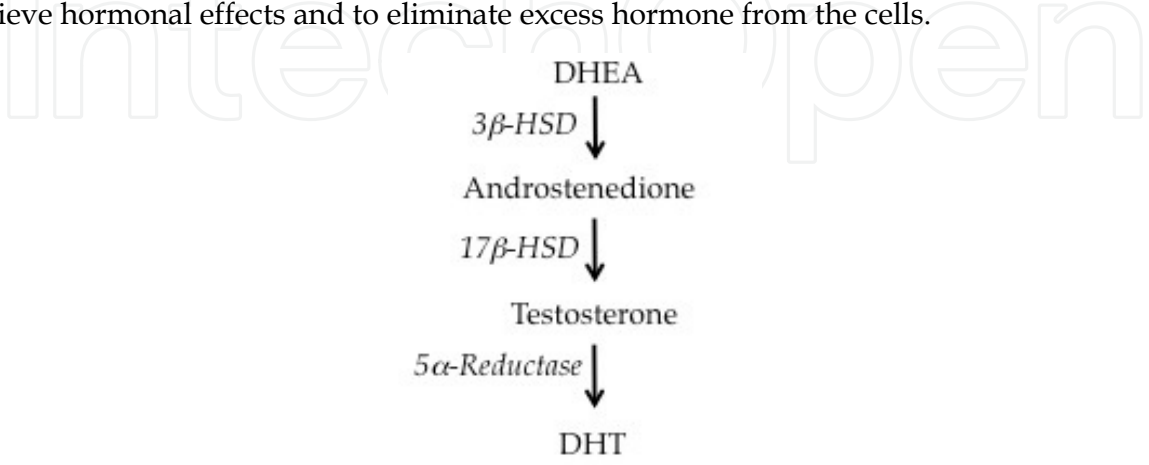 ieve hormonal effects and to eliminate excess hormone from the cells.
intechopen
DHEA
3β-HSD
Androstenedione
17β-HSD
Testosterone
5α-Reductase
DHT